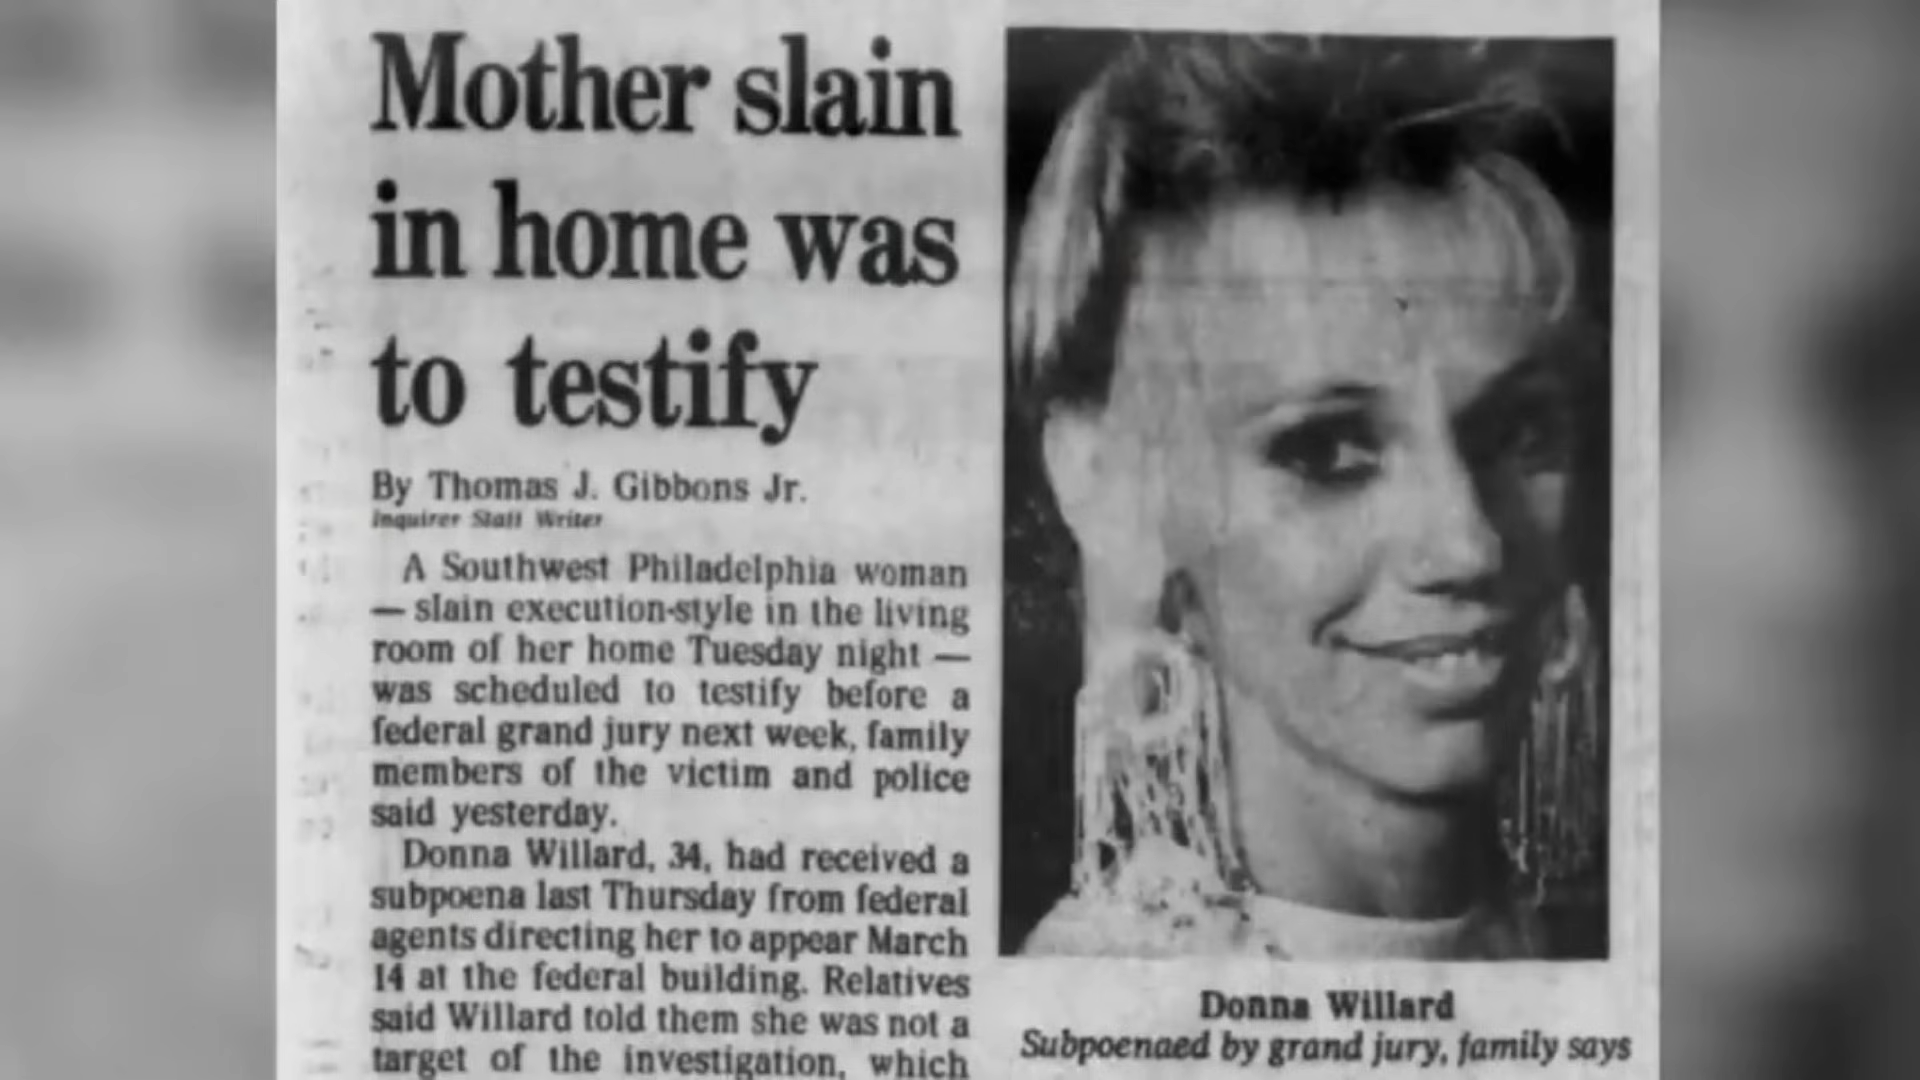 Mother slain
in home was
to testify
By Thomas J. Gibbons Jr.
Inquirer Staff Writer
A Southwest Philadelphia woman
— slain execution-style in the living
room of her home Tuesday night —
was scheduled to testify before a
federal grand jury next week, family
members of the victim and police
said yesterday.
Donna Willard, 34, had received a
subpoena last Thursday from federal
agents directing her to appear March
14 at the federal building. Relatives
said Willard told them she was not a
target of the investigation, which
Donna Willard
Subpoenaed by grand jury, family says